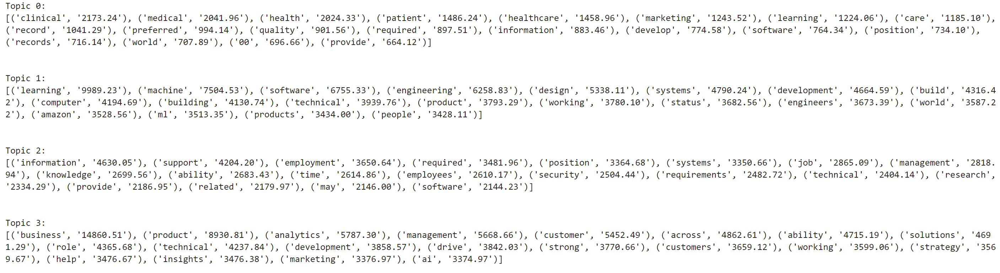 Topic 0:
[('clinical', '2173.24'), ('medical', '2041.96'), ('health', '2024.33'), ('patient', '1486.24'), ('healthcare', '1458.96'), ('marketing', '1243.52'), ('learning', '1224.06'), ('care', '1185.10'),
('record', '1041.29'), ('preferred', '994.14'), ('quality', '901.56'), ('required', '897.51'), ('information', '883.46'), ('develop', '774.58'), ('software', '764.34'), ('position', '734.10'),
('records', '716.14'), ('world', '707.89'), ('00', '696.66'), ('provide', '664.12')]
Topic 1:
[('learning', '9989.23'), ('machine', '7504.53'), ('software', '6755.33'), ('engineering', '6258.83'), ('design', '5338.11'), ('systems', '4790.24'), ('development', '4664.59'), ('build', '4316.4
2'), ('computer', '4194.69'), ('building', '4130.74'), ('technical', '3939.76'), ('product', '3793.29'), ('working', '3780.10'), ('status', '3682.56'), ('engineers', '3673.39'), ('world', '3587.2
2'), ('amazon', '3528.56'), ('ml', '3513.35'), ('products', '3434.00'), ('people', '3428.11')]
Topic 2:
[('information', '4630.05'), ('support', '4204.20'), ('employment', '3650.64'), ('required', '3481.96'), ('position', '3364.68'), ('systems', '3350.66'), ('job', '2865.09'), ('management', '2818.
94'), ('knowledge', '2699.56'), ('ability', '2683.43'), ('time', '2614.86'), ('employees', '2610.17'), ('security', '2504.44'), ('requirements', '2482.72'), ('technical', '2404.14'), ('research',
'2334.29'), ('provide', '2186.95'), ('related', '2179.97'), ('may', '2146.00'), ('software', '2144.23')]
Topic 3:
[('business', '14860.51'), ('product', '8930.81'), ('analytics', '5787.30'), ('management', '5668.66'), ('customer', '5452.49'), ('across', '4862.61'), ('ability', '4715.19'), ('solutions', '469
1.29'), ('role', '4365.68'), ('technical', '4237.84'), ('development', '3858.57'), ('drive', '3842.03'), ('strong', '3770.66'), ('customers', '3659.12'), ('working', '3599.06'), ('strategy', '356
9.67'), ('help', '3476.67'), ('insights', '3476.38'), ('marketing', '3376.97'), ('ai', '3374.97')]